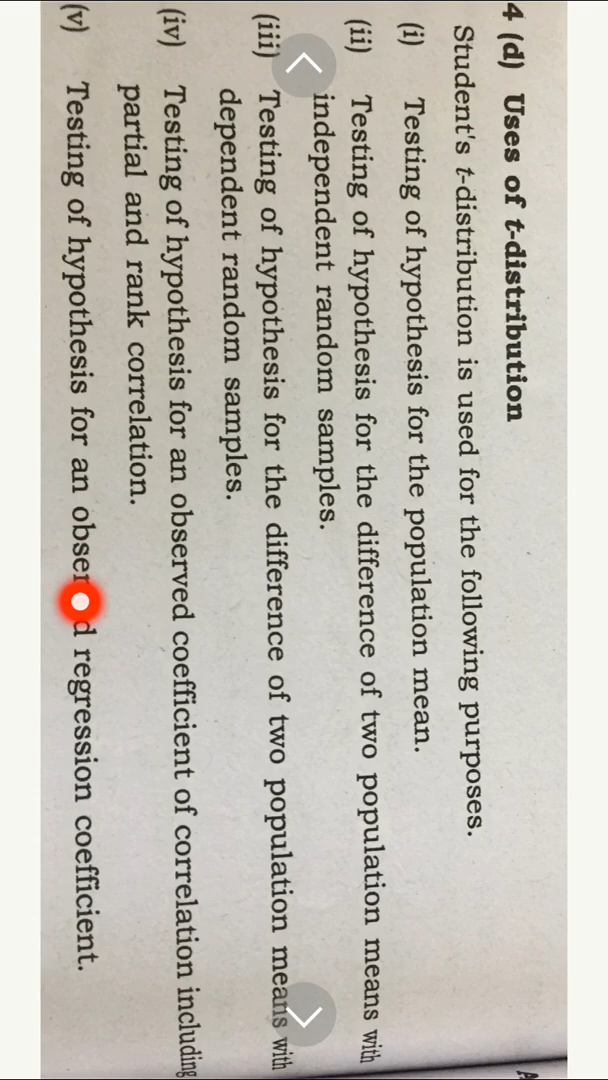 4 (d) Uses of t-distribution
Student's t-distribution is used for the following purposes.
(i) Testing of hypothesis for the population mean.
(ii) Testing of hypothesis for the difference of two population means with
independent random samples.
(iii) Testing of hypothesis for the difference of two population means with
dependent random samples.
(iv) Testing of hypothesis for an observed coefficient of correlation including
partial and rank correlation.
(v) Testing of hypothesis for an regression coefficient.